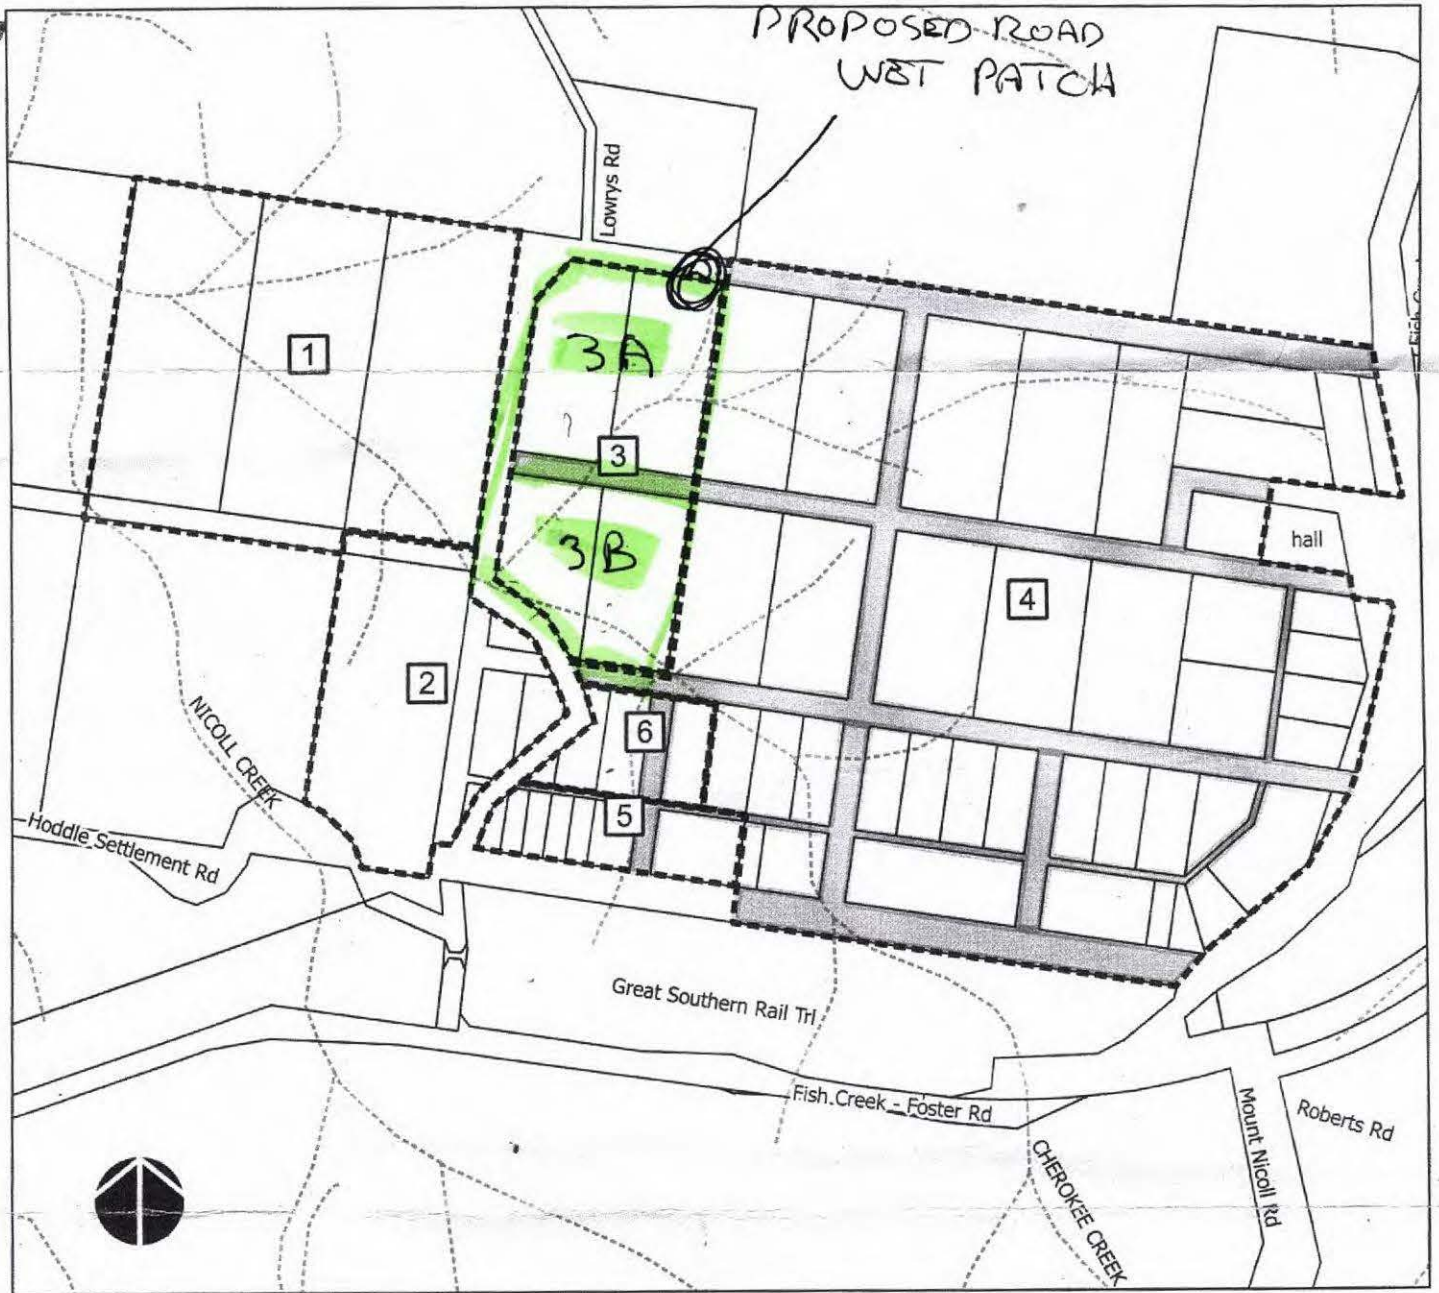 PROPOSED ROAD
WET PATCH
Lowrys Rd
1
3A
3
hall
3B
4
2
6
NICOLL CREEK
5
Hoddle Settlement Rd
Great Southern Rail Trl
Fish Creek - Foster Rd
Mount Nicoll Rd
Roberts Rd
CHEROKEE CREEK